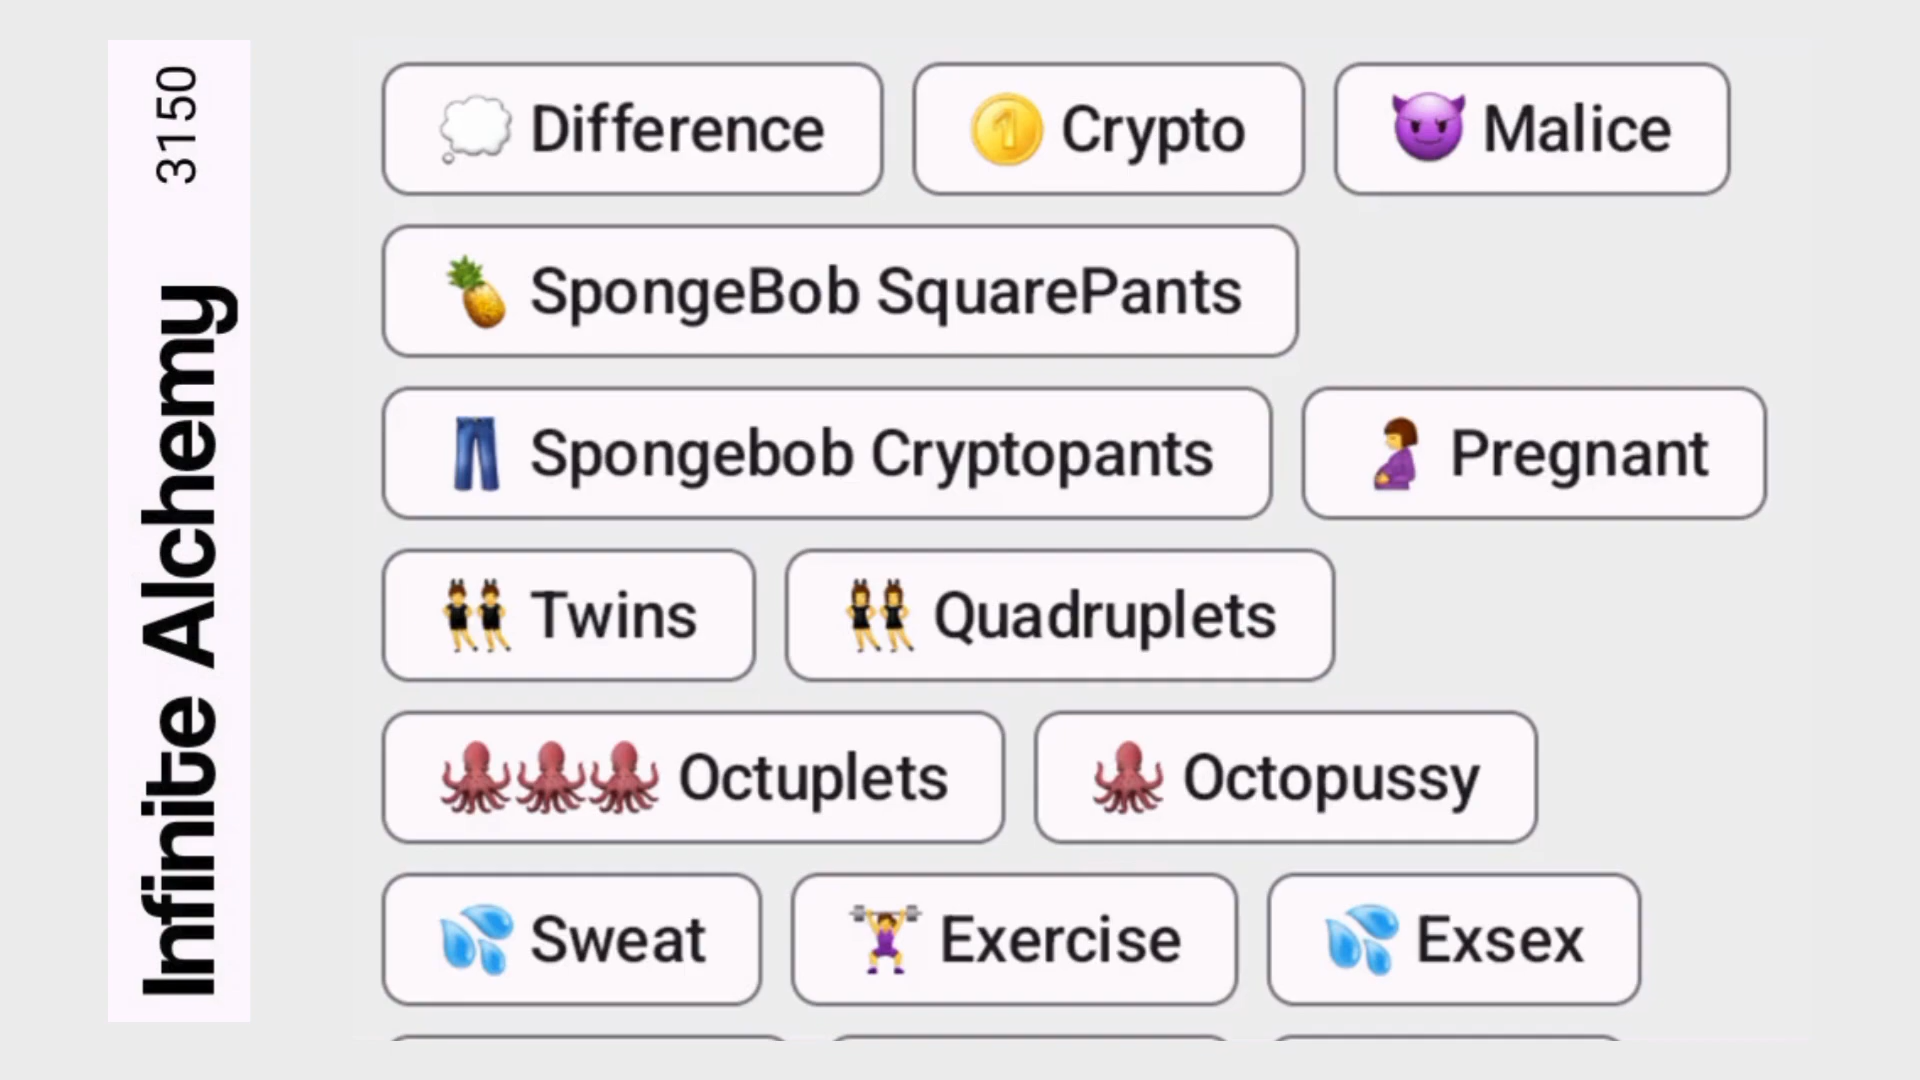 Infinite Alchemy 3150
Difference Crypto Malice
SpongeBob SquarePants
Spongebob Cryptopants Pregnant
Twins Quadruplets
Octuplets Octopussy
Sweat Exercise Exsex